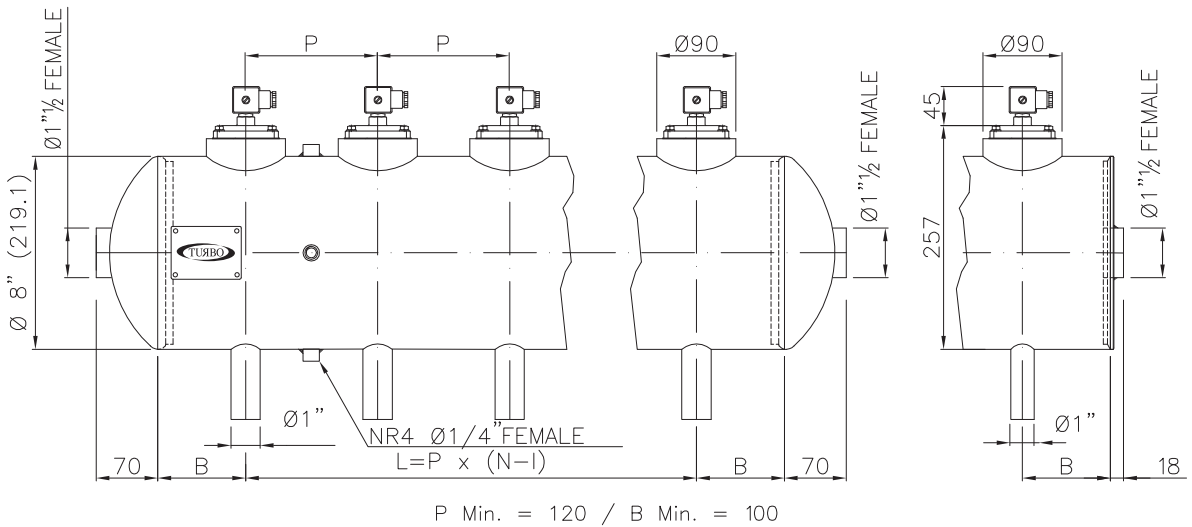 P
P
Ø90
Ø90
45
Ø1"½ FEMALE
Ø1"½ FEMALE
Ø1"½ FEMALE
Ø 8" (219.1)
257
TURBO
Ø1"
NR4 Ø1/4"FEMALE
Ø1"
70
B
L=P x (N-I)
B
70
B
18
P Min. = 120 / B Min. = 100